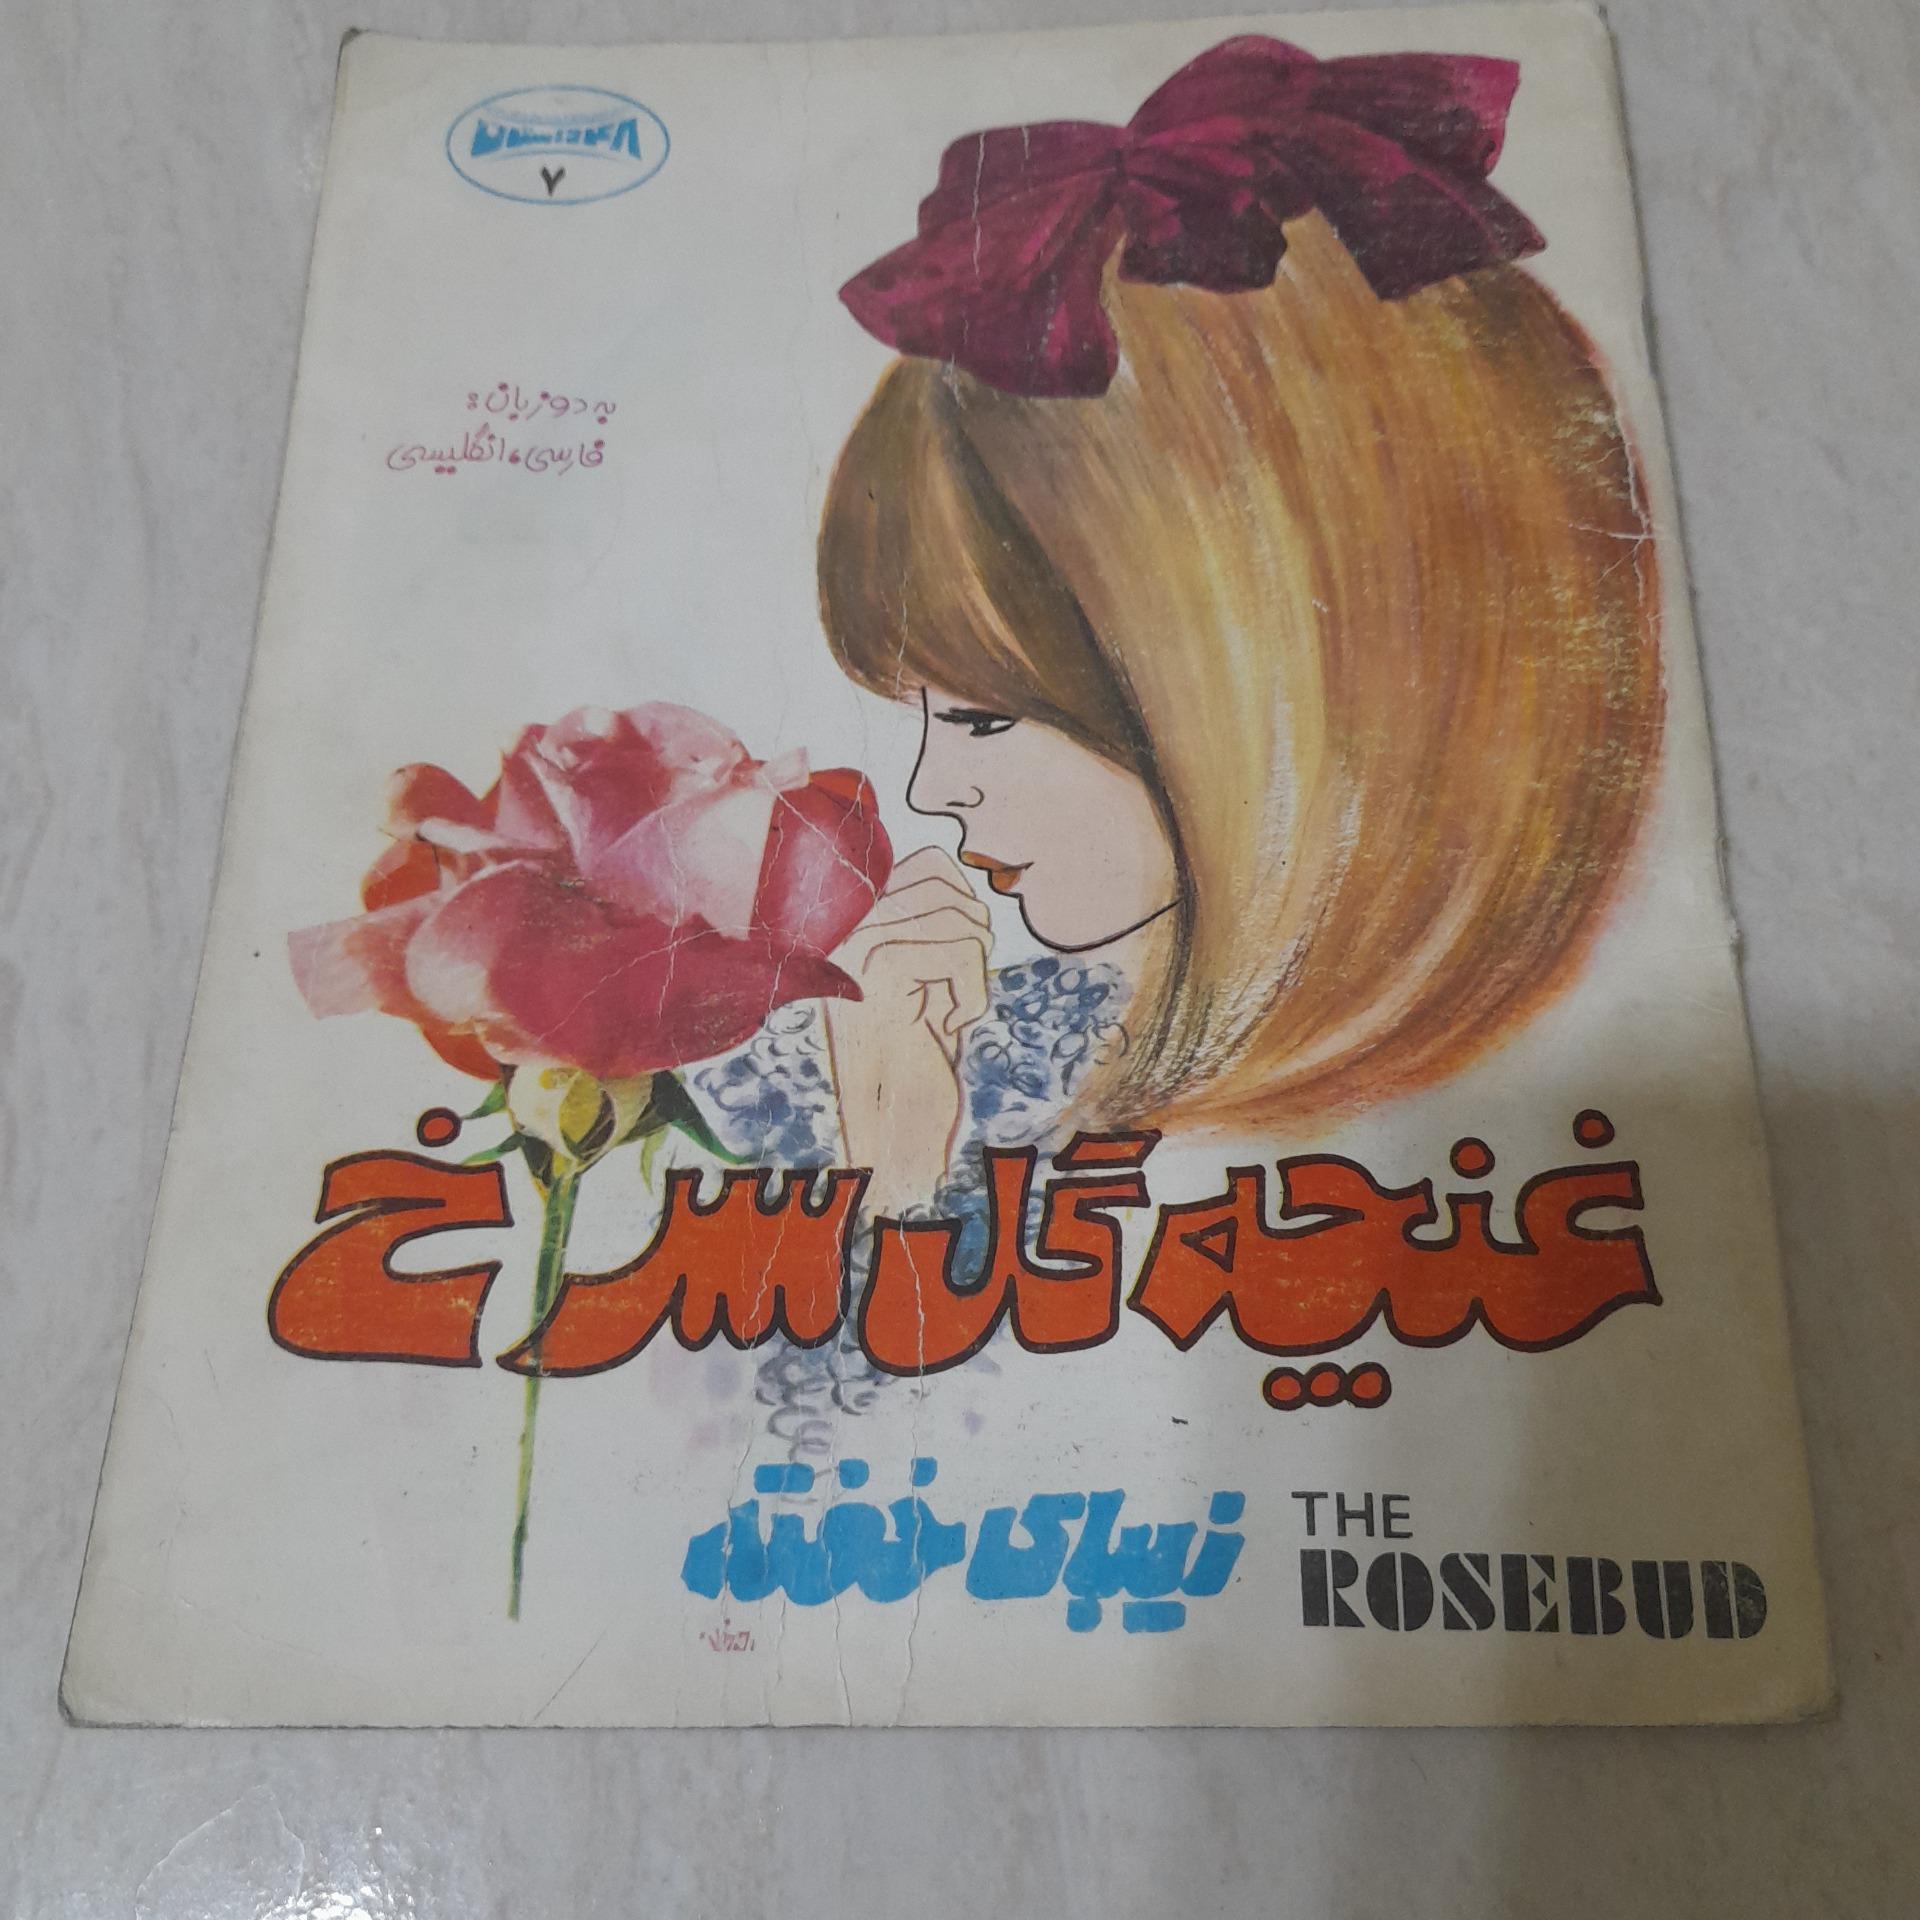 ۷
به دو زبان:
فارسی، انگلیسی
غنچه گل سرخ
زیبای خفته
THE
ROSEBUD